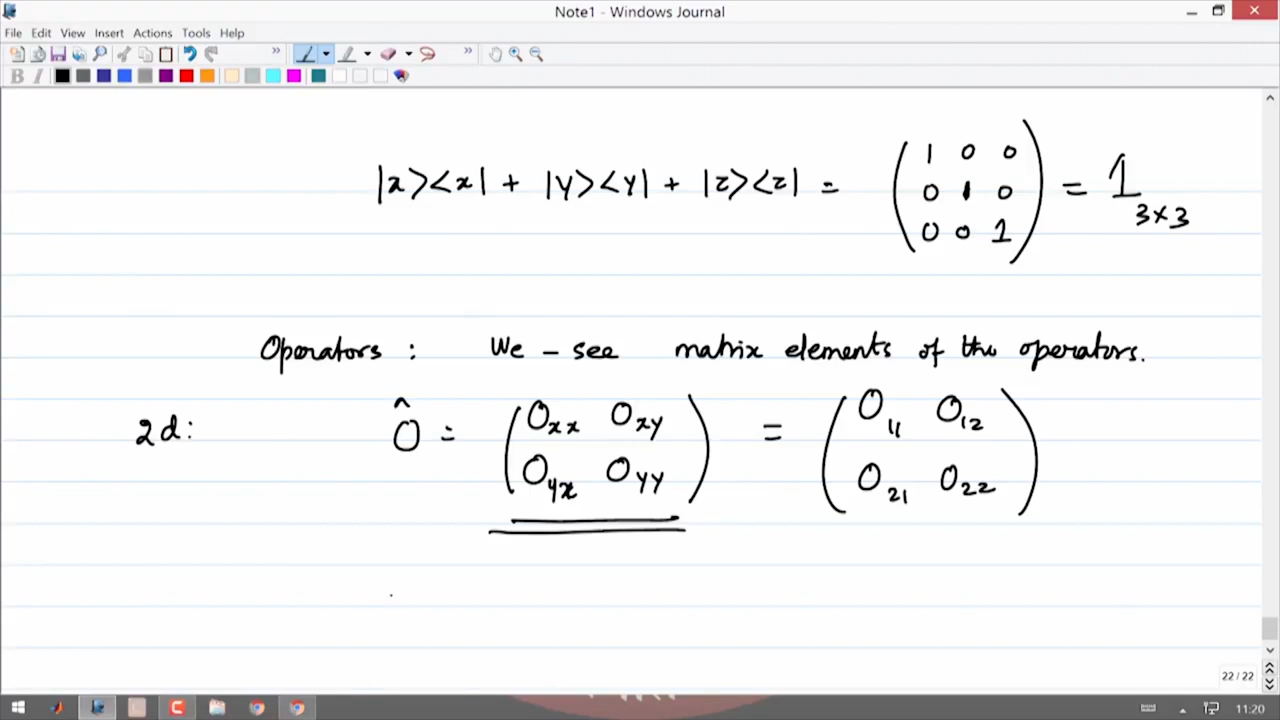 Note1 - Windows Journal
File Edit View Insert Actions Tools Help
|x><x| + |y><y| + |z><z| = (1 0 0
0 1 0
0 0 1) = 1 3×3
Operators : We - see matrix elements of the operators.
2d: Ô = (Oxx Oxy
Oyx Oyy) = (O11 O12
O21 O22)
22 / 22
11:20